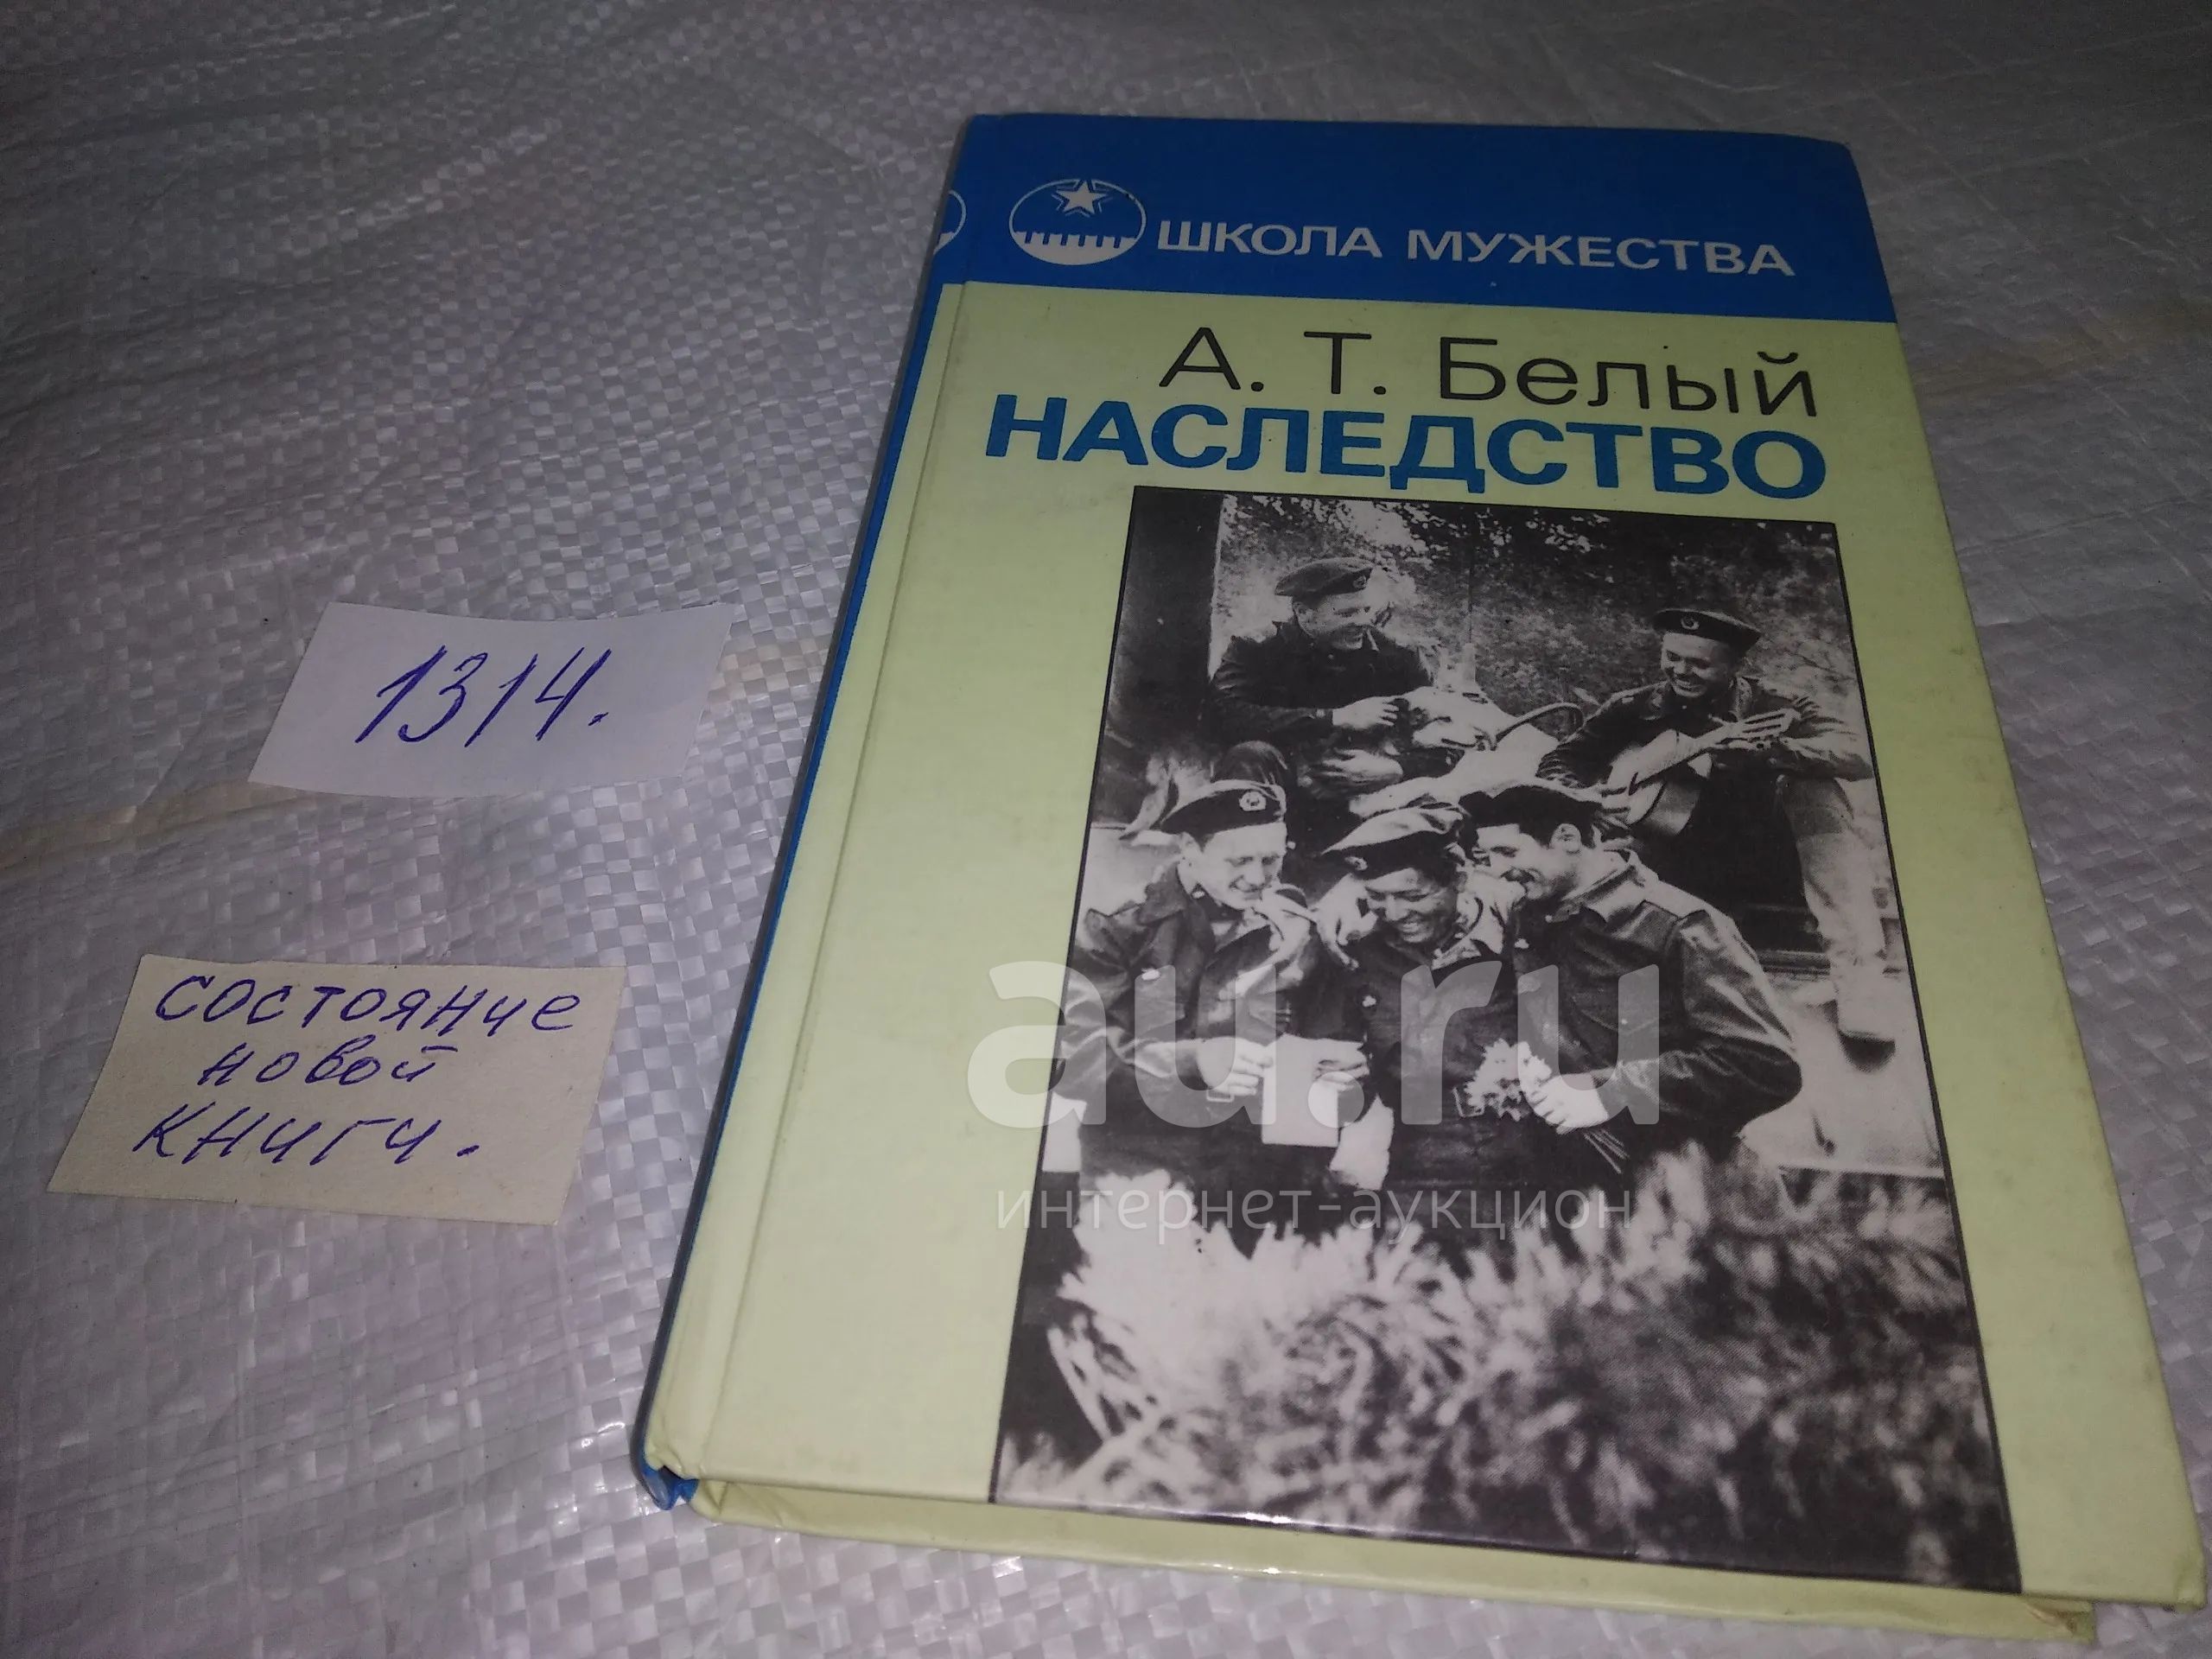 ШКОЛА МУЖЕСТВА
А. Т. Белый
НАСЛЕДСТВО
1314.
состояние
новой
книги.
au.ru
интернет-аукцион